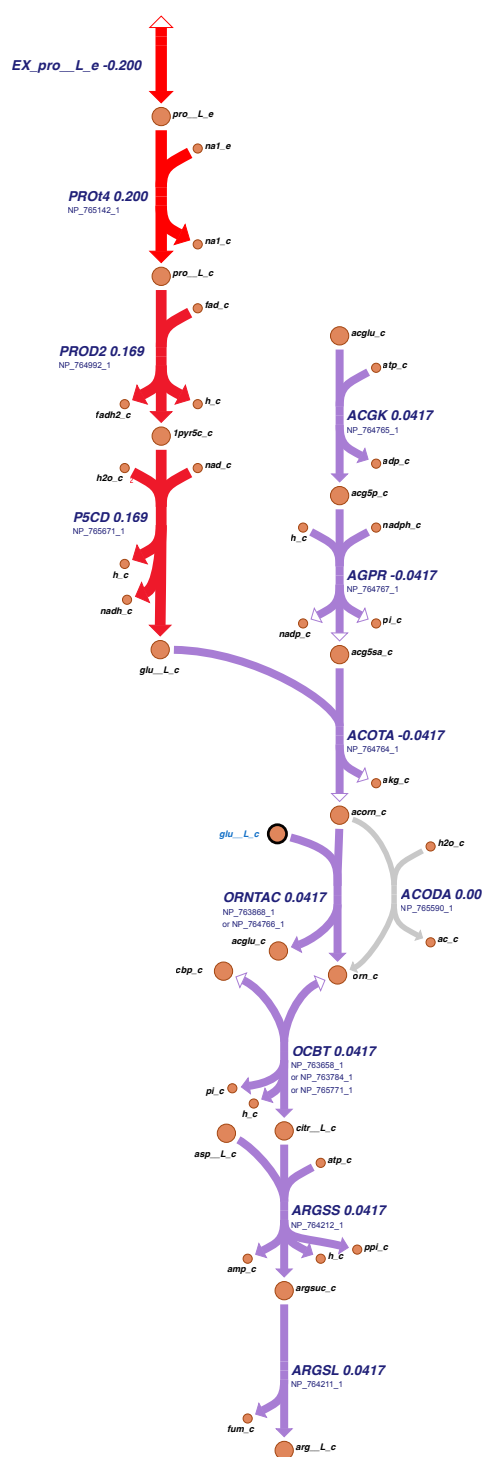 EX_pro__L_e -0.200
pro__L_e
na1_e
PROt4 0.200
NP_765142_1
na1_c
pro__L_c
fad_c
PROD2 0.169
NP_764992_1
fadh2_c
h_c
1pyr5c_c
h2o_c
2
nad_c
P5CD 0.169
NP_765671_1
h_c
nadh_c
glu__L_c
acglu_c
atp_c
ACGK 0.0417
NP_764765_1
adp_c
acg5p_c
h_c
nadph_c
AGPR -0.0417
NP_764767_1
nadp_c
pi_c
acg5sa_c
ACOTA -0.0417
NP_764764_1
akg_c
acorn_c
glu__L_c
h2o_c
ORNTAC 0.0417
NP_763868_1
or NP_764766_1
ACODA 0.00
NP_765590_1
acglu_c
ac_c
cbp_c
orn_c
OCBT 0.0417
NP_763658_1
or NP_763784_1
or NP_765771_1
pi_c
h_c
citr__L_c
asp__L_c
atp_c
ARGSS 0.0417
NP_764212_1
amp_c
h_c
ppi_c
argsuc_c
ARGSL 0.0417
NP_764211_1
fum_c
arg__L_c